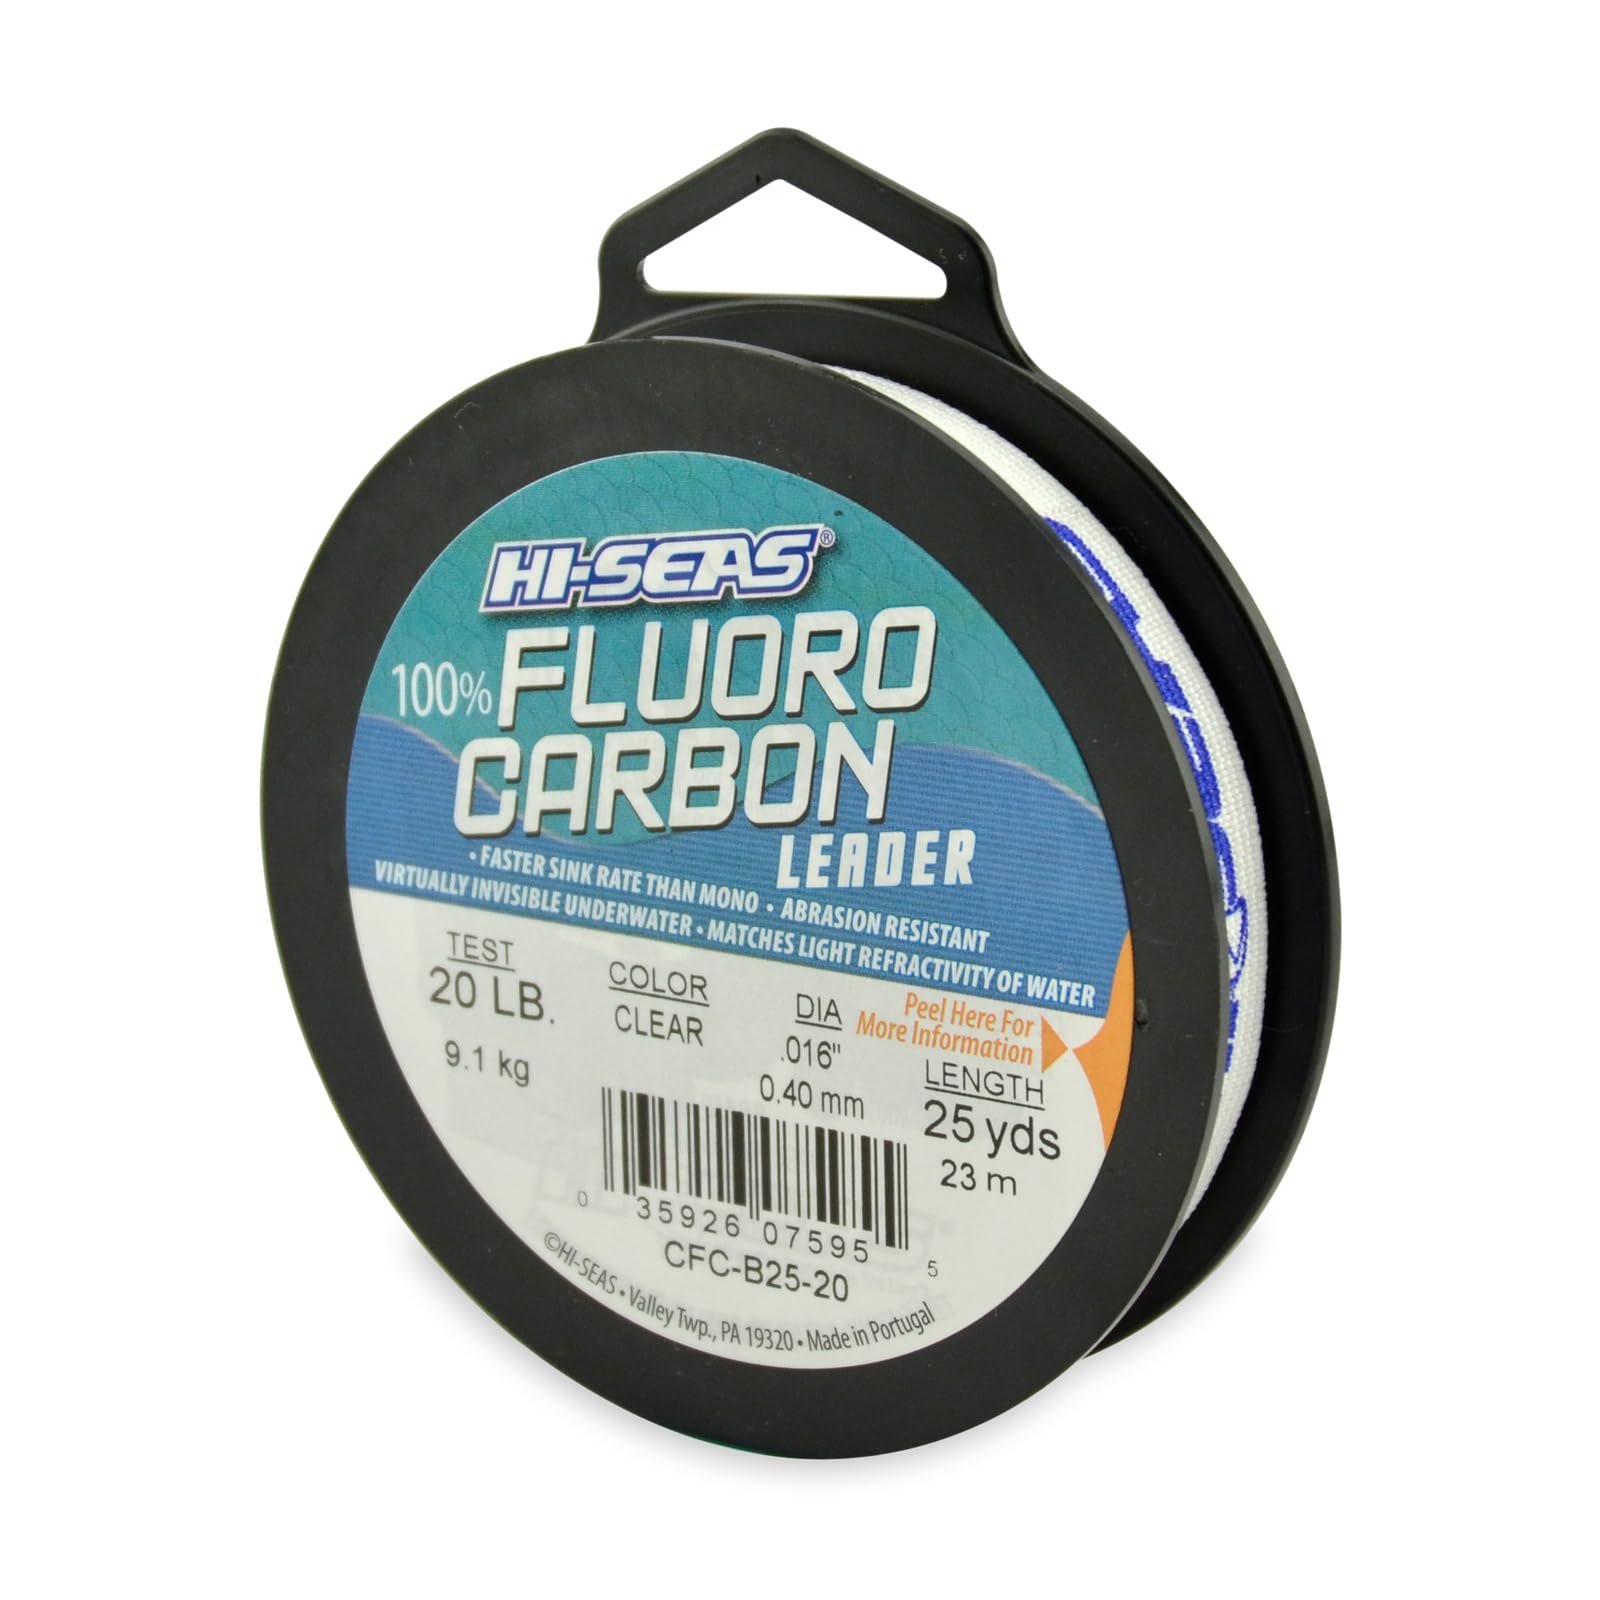 HI-SEAS®
100% FLUORO
CARBON
LEADER
• FASTER SINK RATE THAN MONO • ABRASION RESISTANT
VIRTUALLY INVISIBLE UNDERWATER • MATCHES LIGHT REFRACTIVITY OF WATER
Peel Here For
More Information
TEST
20 LB.
9.1 kg
COLOR
CLEAR
DIA
.016"
0.40 mm
LENGTH
25 yds
23 m
0 35926 07595 5
CFC-B25-20
©HI-SEAS • Valley Twp., PA 19320 • Made in Portugal